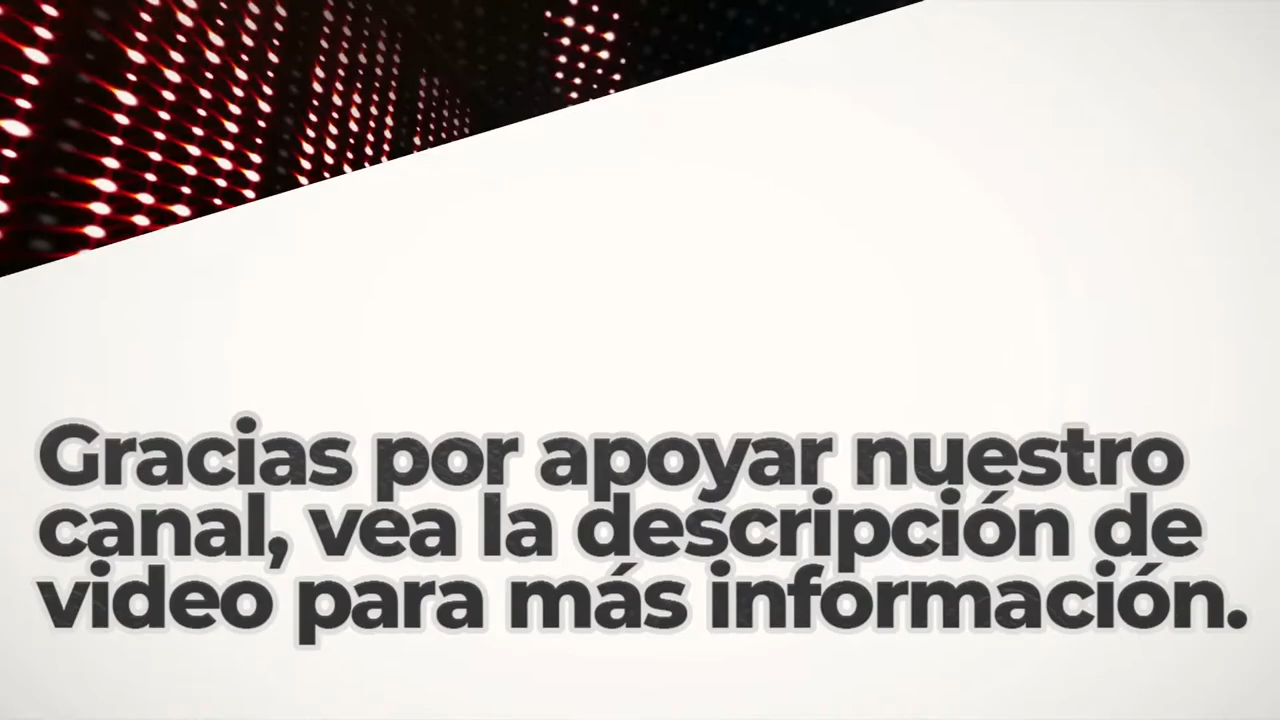 Gracias por apoyar nuestro
canal, vea la descripción de
video para más información.